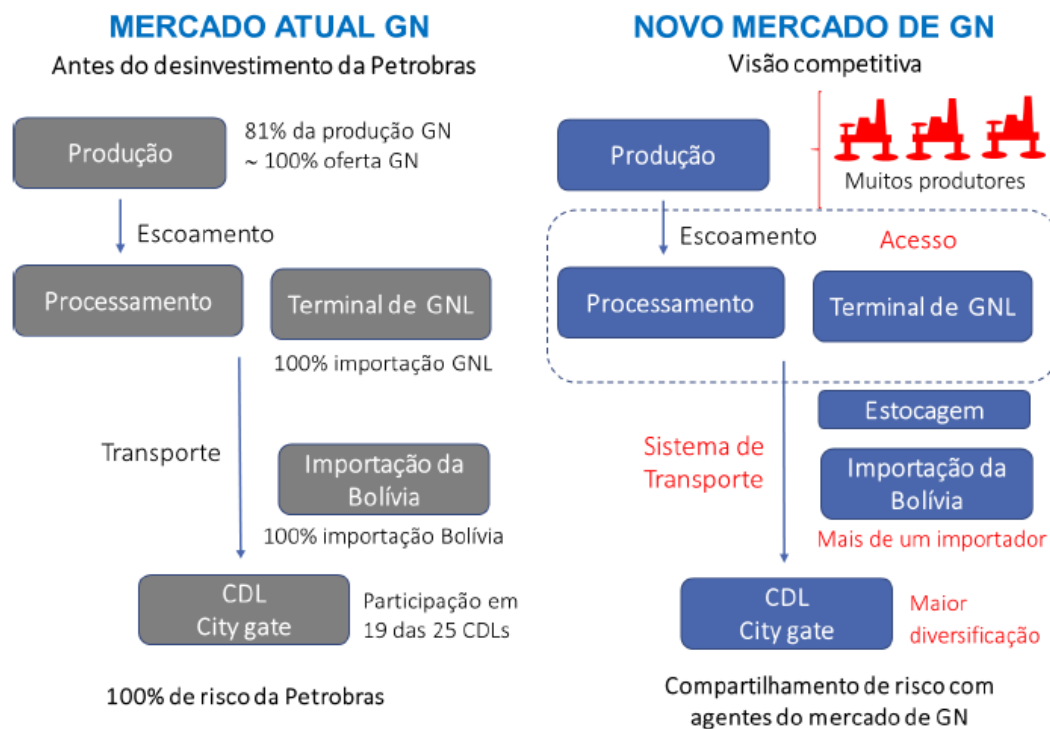 MERCADO ATUAL GN
Antes do desinvestimento da Petrobras
Produção
81% da produção GN
~ 100% oferta GN
Escoamento
Processamento
Terminal de GNL
100% importação GNL
Transporte
Importação da
Bolívia
100% importação Bolívia
CDL
City gate
Participação em
19 das 25 CDLs
100% de risco da Petrobras
NOVO MERCADO DE GN
Visão competitiva
Produção
Muitos produtores
Escoamento
Acesso
Processamento
Terminal de GNL
Estocagem
Sistema de
Transporte
Importação da
Bolívia
Mais de um importador
CDL
City gate
Maior
diversificação
Compartilhamento de risco com
agentes do mercado de GN